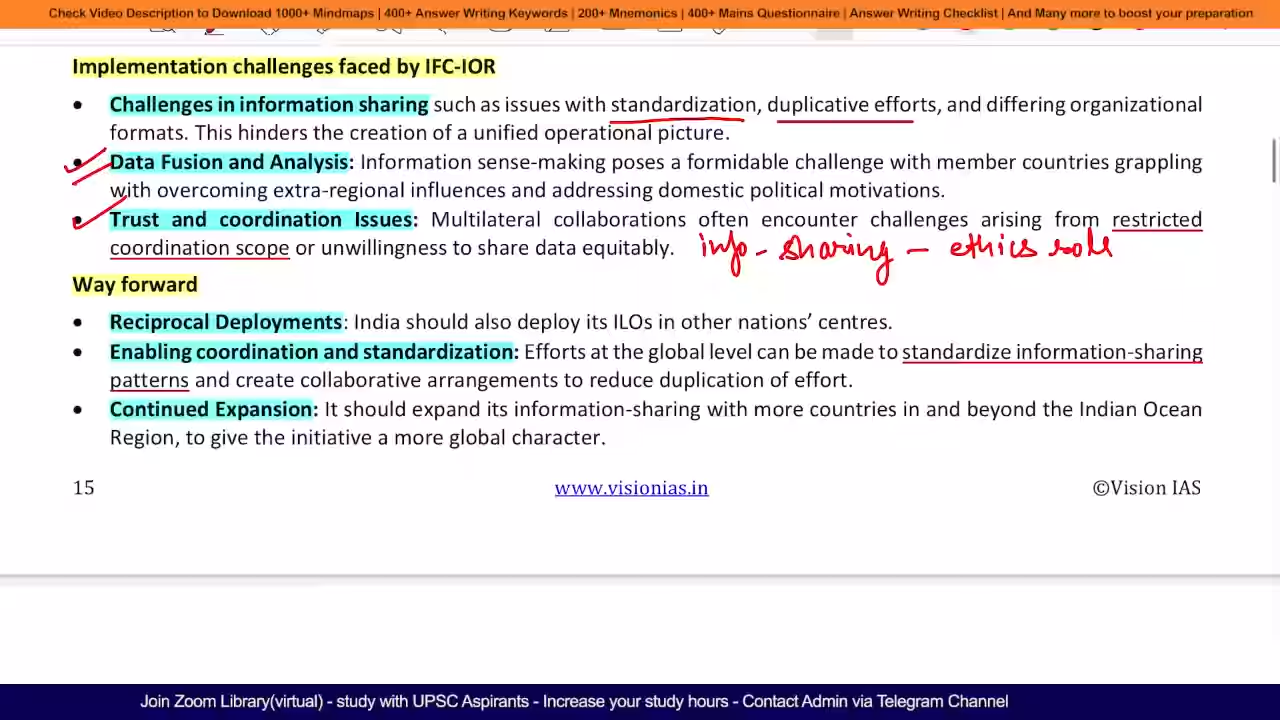 Check Video Description to Download 1000+ Mindmaps | 400+ Answer Writing Keywords | 200+ Mnemonics | 400+ Mains Questionnaire | Answer Writing Checklist | And Many more to boost your preparation
Implementation challenges faced by IFC-IOR
• Challenges in information sharing such as issues with standardization, duplicative efforts, and differing organizational
formats. This hinders the creation of a unified operational picture.
• Data Fusion and Analysis: Information sense-making poses a formidable challenge with member countries grappling
with overcoming extra-regional influences and addressing domestic political motivations.
• Trust and coordination Issues: Multilateral collaborations often encounter challenges arising from restricted
coordination scope or unwillingness to share data equitably. info - sharing - ethics role
Way forward
• Reciprocal Deployments: India should also deploy its ILOs in other nations’ centres.
• Enabling coordination and standardization: Efforts at the global level can be made to standardize information-sharing
patterns and create collaborative arrangements to reduce duplication of effort.
• Continued Expansion: It should expand its information-sharing with more countries in and beyond the Indian Ocean
Region, to give the initiative a more global character.
15 www.visionias.in ©Vision IAS
Join Zoom Library(virtual) - study with UPSC Aspirants - Increase your study hours - Contact Admin via Telegram Channel